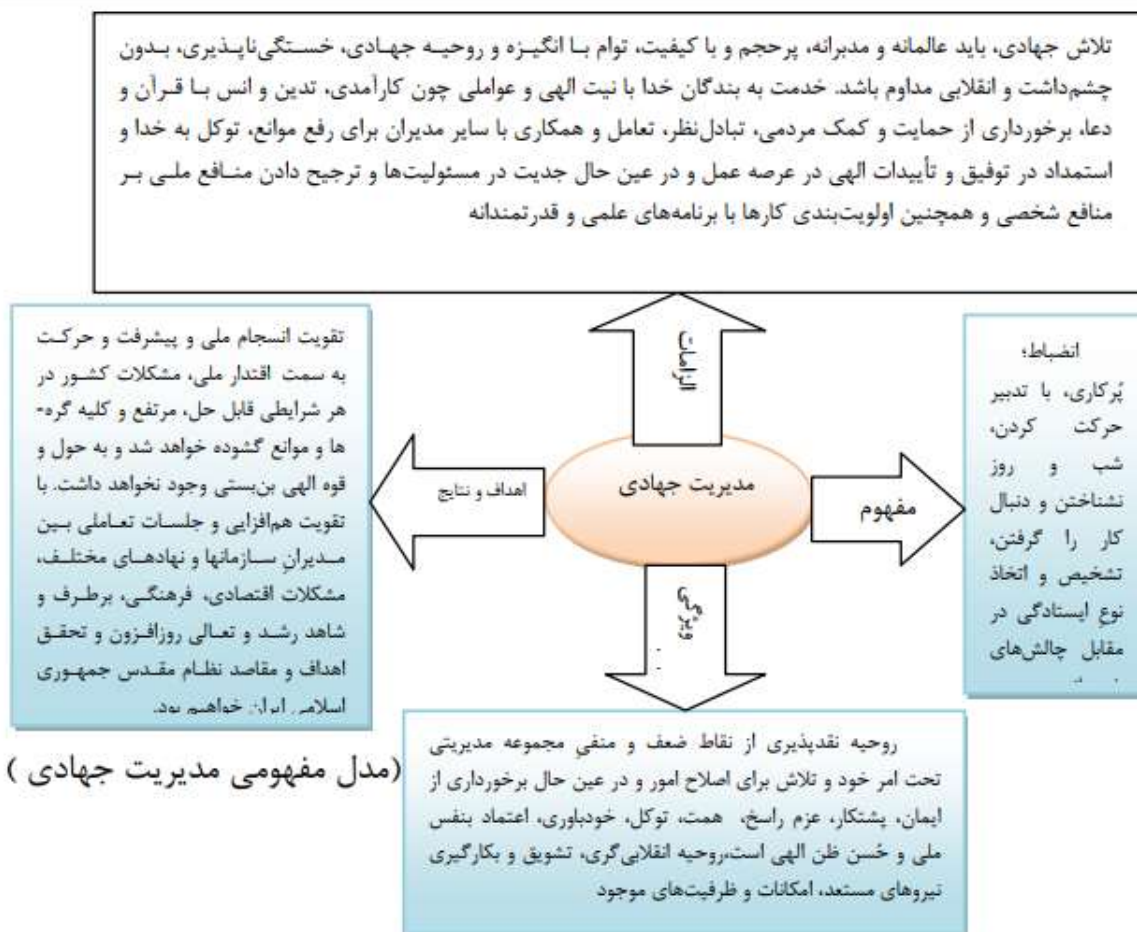 تلاش جهادی، باید عالمانه و مدبرانه، پرحجم و با کیفیت، توام با انگیزه و روحیه جهادی، خستگی‌ناپذیری، بدون
چشم‌داشت و انقلابی مداوم باشد. خدمت به بندگان خدا با نیت الهی و عواملی چون کارآمدی، تدین و انس با قرآن و
دعا، برخورداری از حمایت و کمک مردمی، تبادل‌نظر، تعامل و همکاری با سایر مدیران برای رفع موانع، توکل به خدا و
استمداد در توفیق و تأییدات الهی در عرصه عمل و در عین حال جدیت در مسئولیت‌ها و ترجیح دادن منافع ملی بر
منافع شخصی و همچنین اولویت‌بندی کارها با برنامه‌های علمی و قدرتمندانه
الزامات
انضباط؛
پُرکاری، با تدبیر
حرکت کردن،
شب و روز
نشناختن و دنبال
کار را گرفتن،
تشخیص و اتخاذ
نوع ایستادگی در
مقابل چالش‌های
مفهوم
مدیریت جهادی
اهداف و نتایج
تقویت انسجام ملی و پیشرفت و حرکت
به سمت اقتدار ملی، مشکلات کشور در
هر شرایطی قابل حل، مرتفع و کلیه گره-
ها و موانع گشوده خواهد شد و به حول و
قوه الهی بن‌بستی وجود نخواهد داشت. با
تقویت هم‌افزایی و جلسات تعاملی بین
مدیرانِ سازمانها و نهادهای مختلف،
مشکلات اقتصادی، فرهنگی، برطرف و
شاهد رشد و تعالی روزافزون و تحقق
اهداف و مقاصد نظام مقدس جمهوری
اسلامی ایران خواهیم بود.
ویژگی
روحیه نقدپذیری از نقاط ضعف و منفیِ مجموعه مدیریتی
تحت امر خود و تلاش برای اصلاح امور و در عین حال برخورداری از
ایمان، پشتکار، عزم راسخ، همت، توکل، خودباوری، اعتماد بنفس
ملی و حُسن ظن الهی است،روحیه انقلابی‌گری، تشویق و بکارگیری
نیروهای مستعد، امکانات و ظرفیت‌های موجود
(مدل مفهومی مدیریت جهادی )